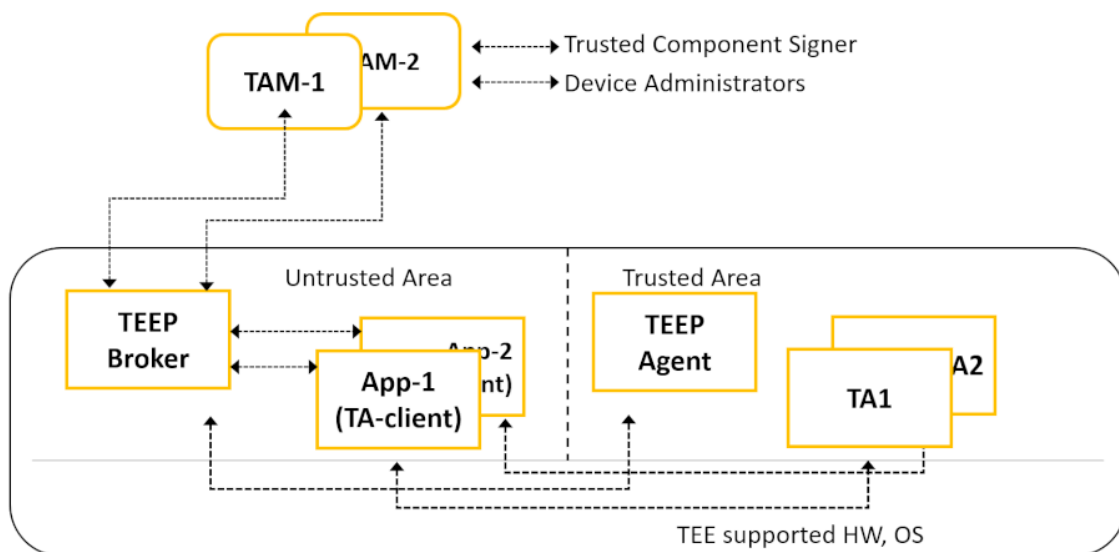 TAM-1
AM-2
Trusted Component Signer
Device Administrators
Untrusted Area
Trusted Area
TEEP
Broker
App-2
nt)
App-1
(TA-client)
TEEP
Agent
A2
TA1
TEE supported HW, OS